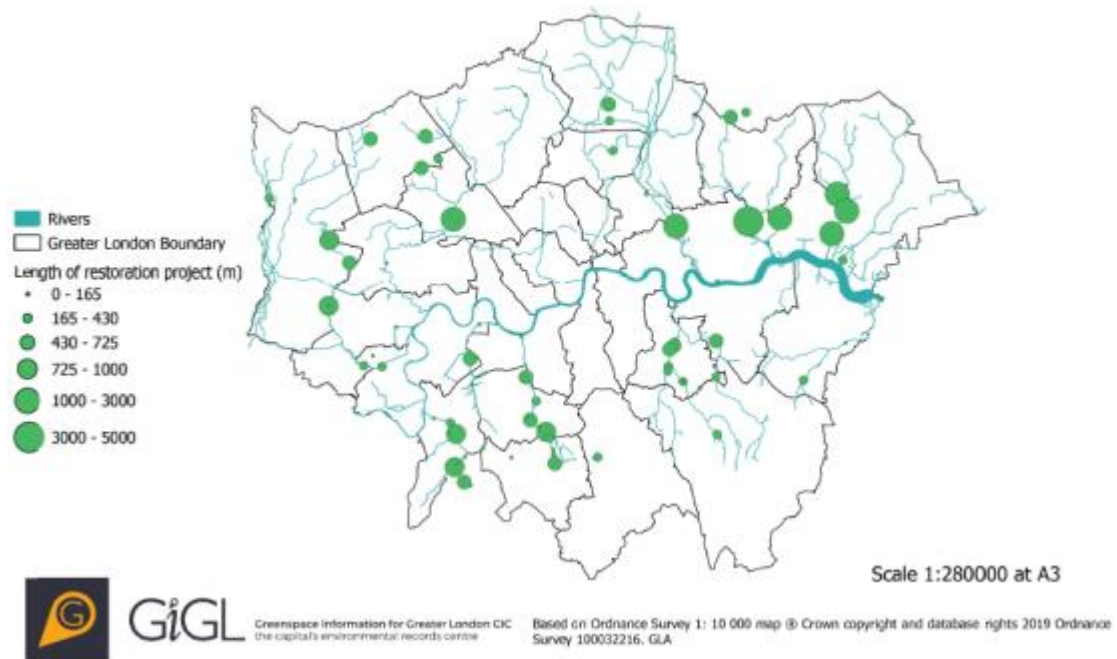 Rivers
Greater London Boundary
Length of restoration project (m)
0 - 165
165 - 430
430 - 725
725 - 1000
1000 - 3000
3000 - 5000
Scale 1:280000 at A3
G
GiGL
Greenspace Information for Greater London CIC
the capital's environmental records centre
Based on Ordnance Survey 1: 10 000 map ® Crown copyright and database rights 2019 Ordnance
Survey 100032216. GLA